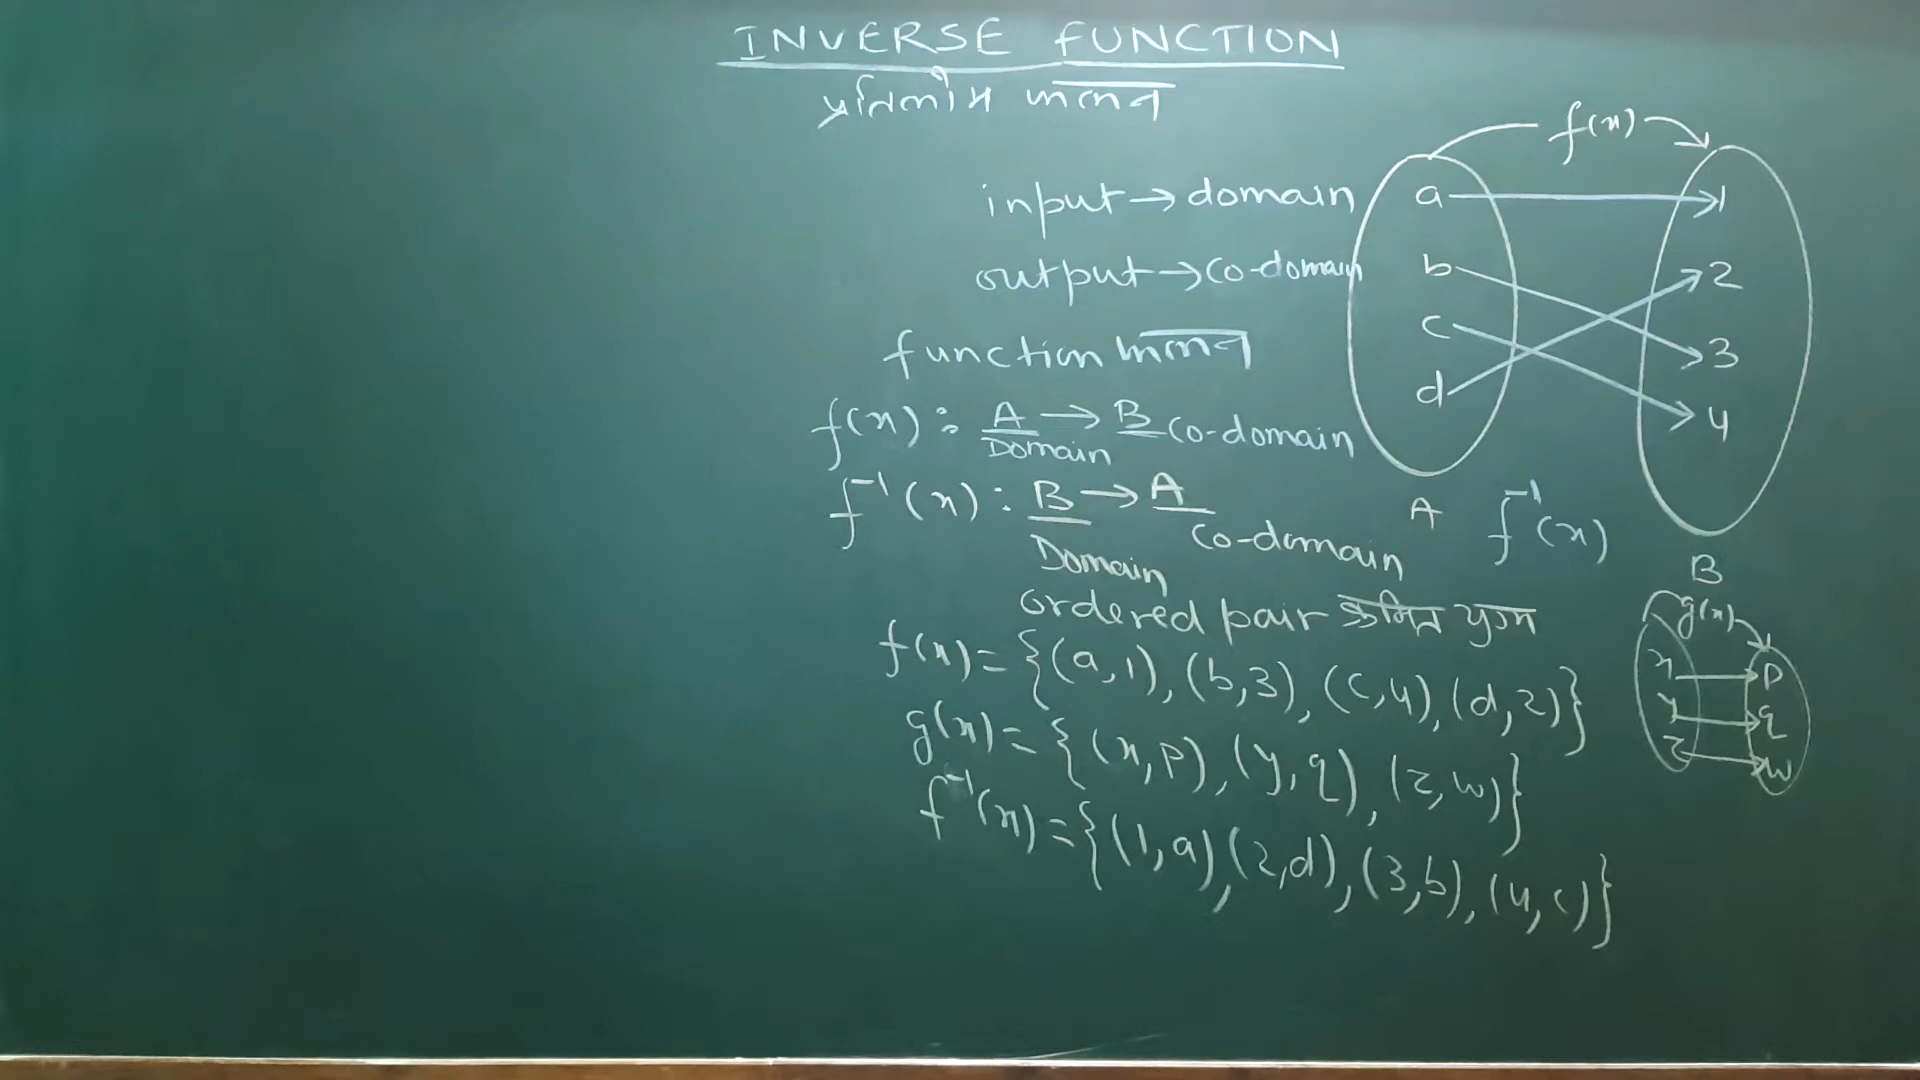 INVERSE FUNCTION
प्रतिलोम फलन
input → domain
output → co-domain
function फलन
f(x) : A → B co-domain
Domain
f⁻¹(x) : B → A
Domain co-domain
ordered pair क्रमित युग्म
f(x) = {(a,1), (b,3), (c,4), (d,2)}
g(x) = {(x,p), (y,q), (z,w)}
f⁻¹(x) = {(1,a), (2,d), (3,b), (4,c)}
f(x)
a 1
b 2
c 3
d 4
A f⁻¹(x)
B
g(x)
x p
y q
z w